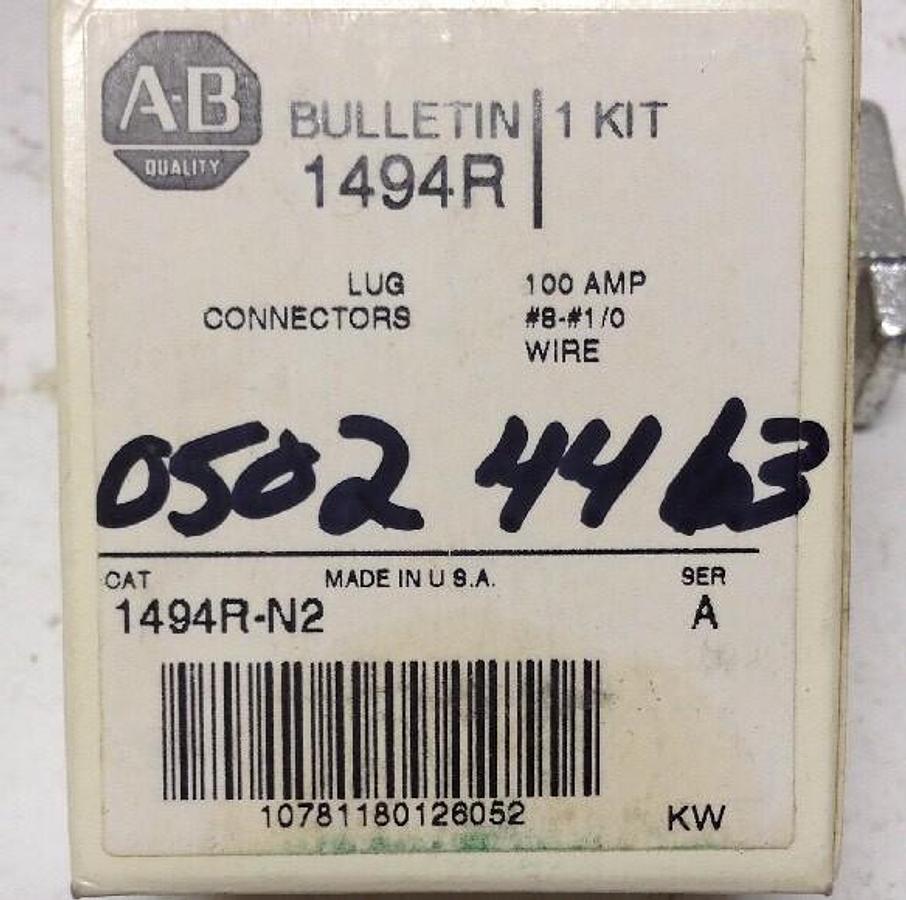 A-B
QUALITY
BULLETIN 1 KIT
1494R
LUG CONNECTORS
100 AMP
#8-#1/0
WIRE
0502 4463
CAT MADE IN U.S.A. SER
1494R-N2 A
10781180126052 KW